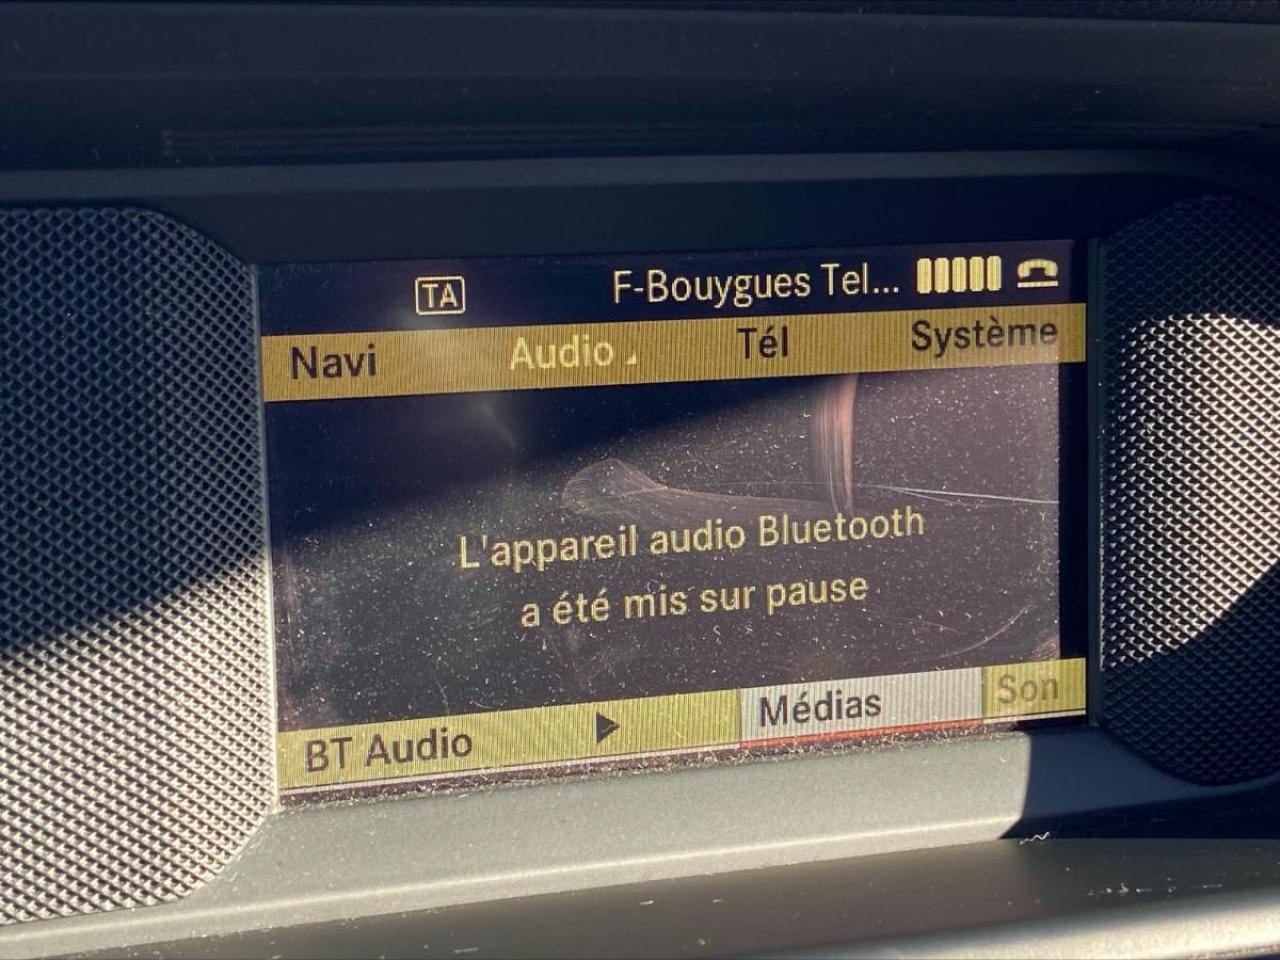 TA F-Bouygues Tel...
Navi Audio Tél Système
L'appareil audio Bluetooth
a été mis sur pause
BT Audio Médias Son